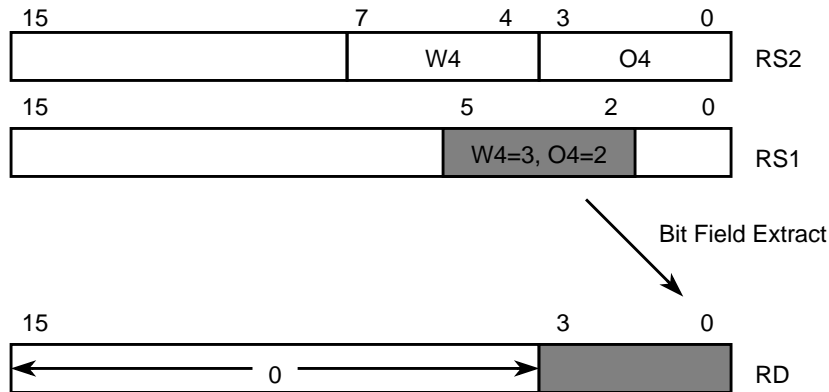 15 7 4 3 0
W4 O4 RS2
15 5 2 0
W4=3, O4=2 RS1
Bit Field Extract
15 3 0
0 RD